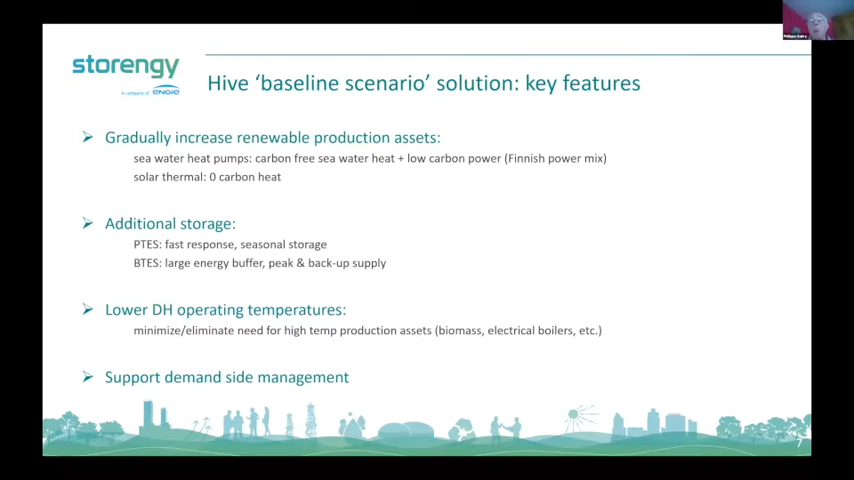 Philippe Aubry
storengy
A company of ENGIE
Hive ‘baseline scenario’ solution: key features
Gradually increase renewable production assets:
sea water heat pumps: carbon free sea water heat + low carbon power (Finnish power mix)
solar thermal: 0 carbon heat
Additional storage:
PTES: fast response, seasonal storage
BTES: large energy buffer, peak & back-up supply
Lower DH operating temperatures:
minimize/eliminate need for high temp production assets (biomass, electrical boilers, etc.)
Support demand side management
7